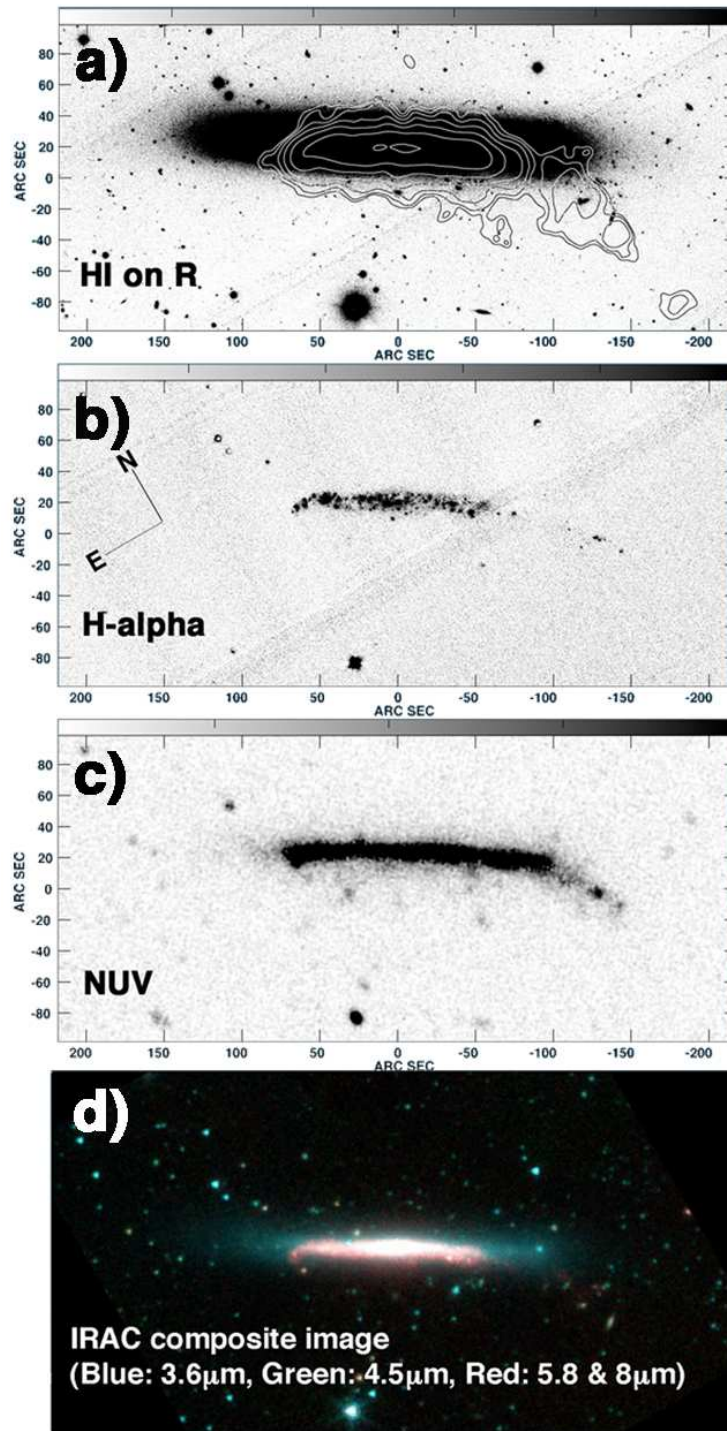 a)
80
60
40
20
0
-20
-40
-60
-80
ARC SEC
HI on R
200 150 100 50 0 -50 -100 -150 -200
ARC SEC
b)
80
60
40
20
0
-20
-40
-60
-80
ARC SEC
N
E
H-alpha
200 150 100 50 0 -50 -100 -150 -200
ARC SEC
c)
80
60
40
20
0
-20
-40
-60
-80
ARC SEC
NUV
200 150 100 50 0 -50 -100 -150 -200
ARC SEC
d)
IRAC composite image
(Blue: 3.6μm, Green: 4.5μm, Red: 5.8 & 8μm)